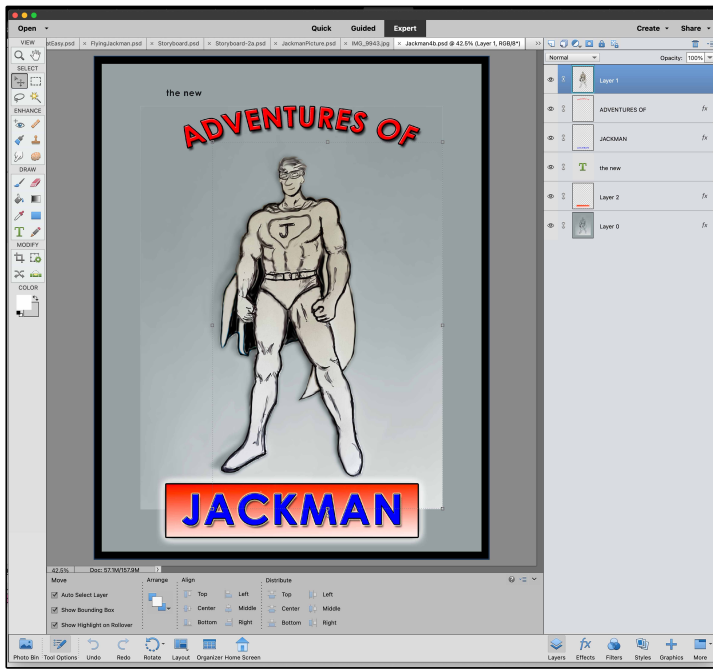 Open
Quick Guided Expert
Create Share
VIEW
atEasy.psd × FlyingJackman.psd × Storyboard.psd × Storyboard-2a.psd × JackmanPicture.psd × IMG_9943.jpg × Jackman4b.psd @ 42.5% (Layer 1, RGB/8*) >>
Normal Opacity: 100%
SELECT
ENHANCE
DRAW
MODIFY
COLOR
the new
ADVENTURES OF
J
JACKMAN
Layer 1
ADVENTURES OF fx
JACKMAN fx
T the new
Layer 2 fx
Layer 0 fx
42.5% Doc: 57.1M/157.9M
Move Arrange Align Distribute
Auto Select Layer Top Left Top Left
Show Bounding Box Center Middle Center Middle
Show Highlight on Rollover Bottom Right Bottom Right
Photo Bin Tool Options Undo Redo Rotate Layout Organizer Home Screen
Layers Effects Filters Styles Graphics More